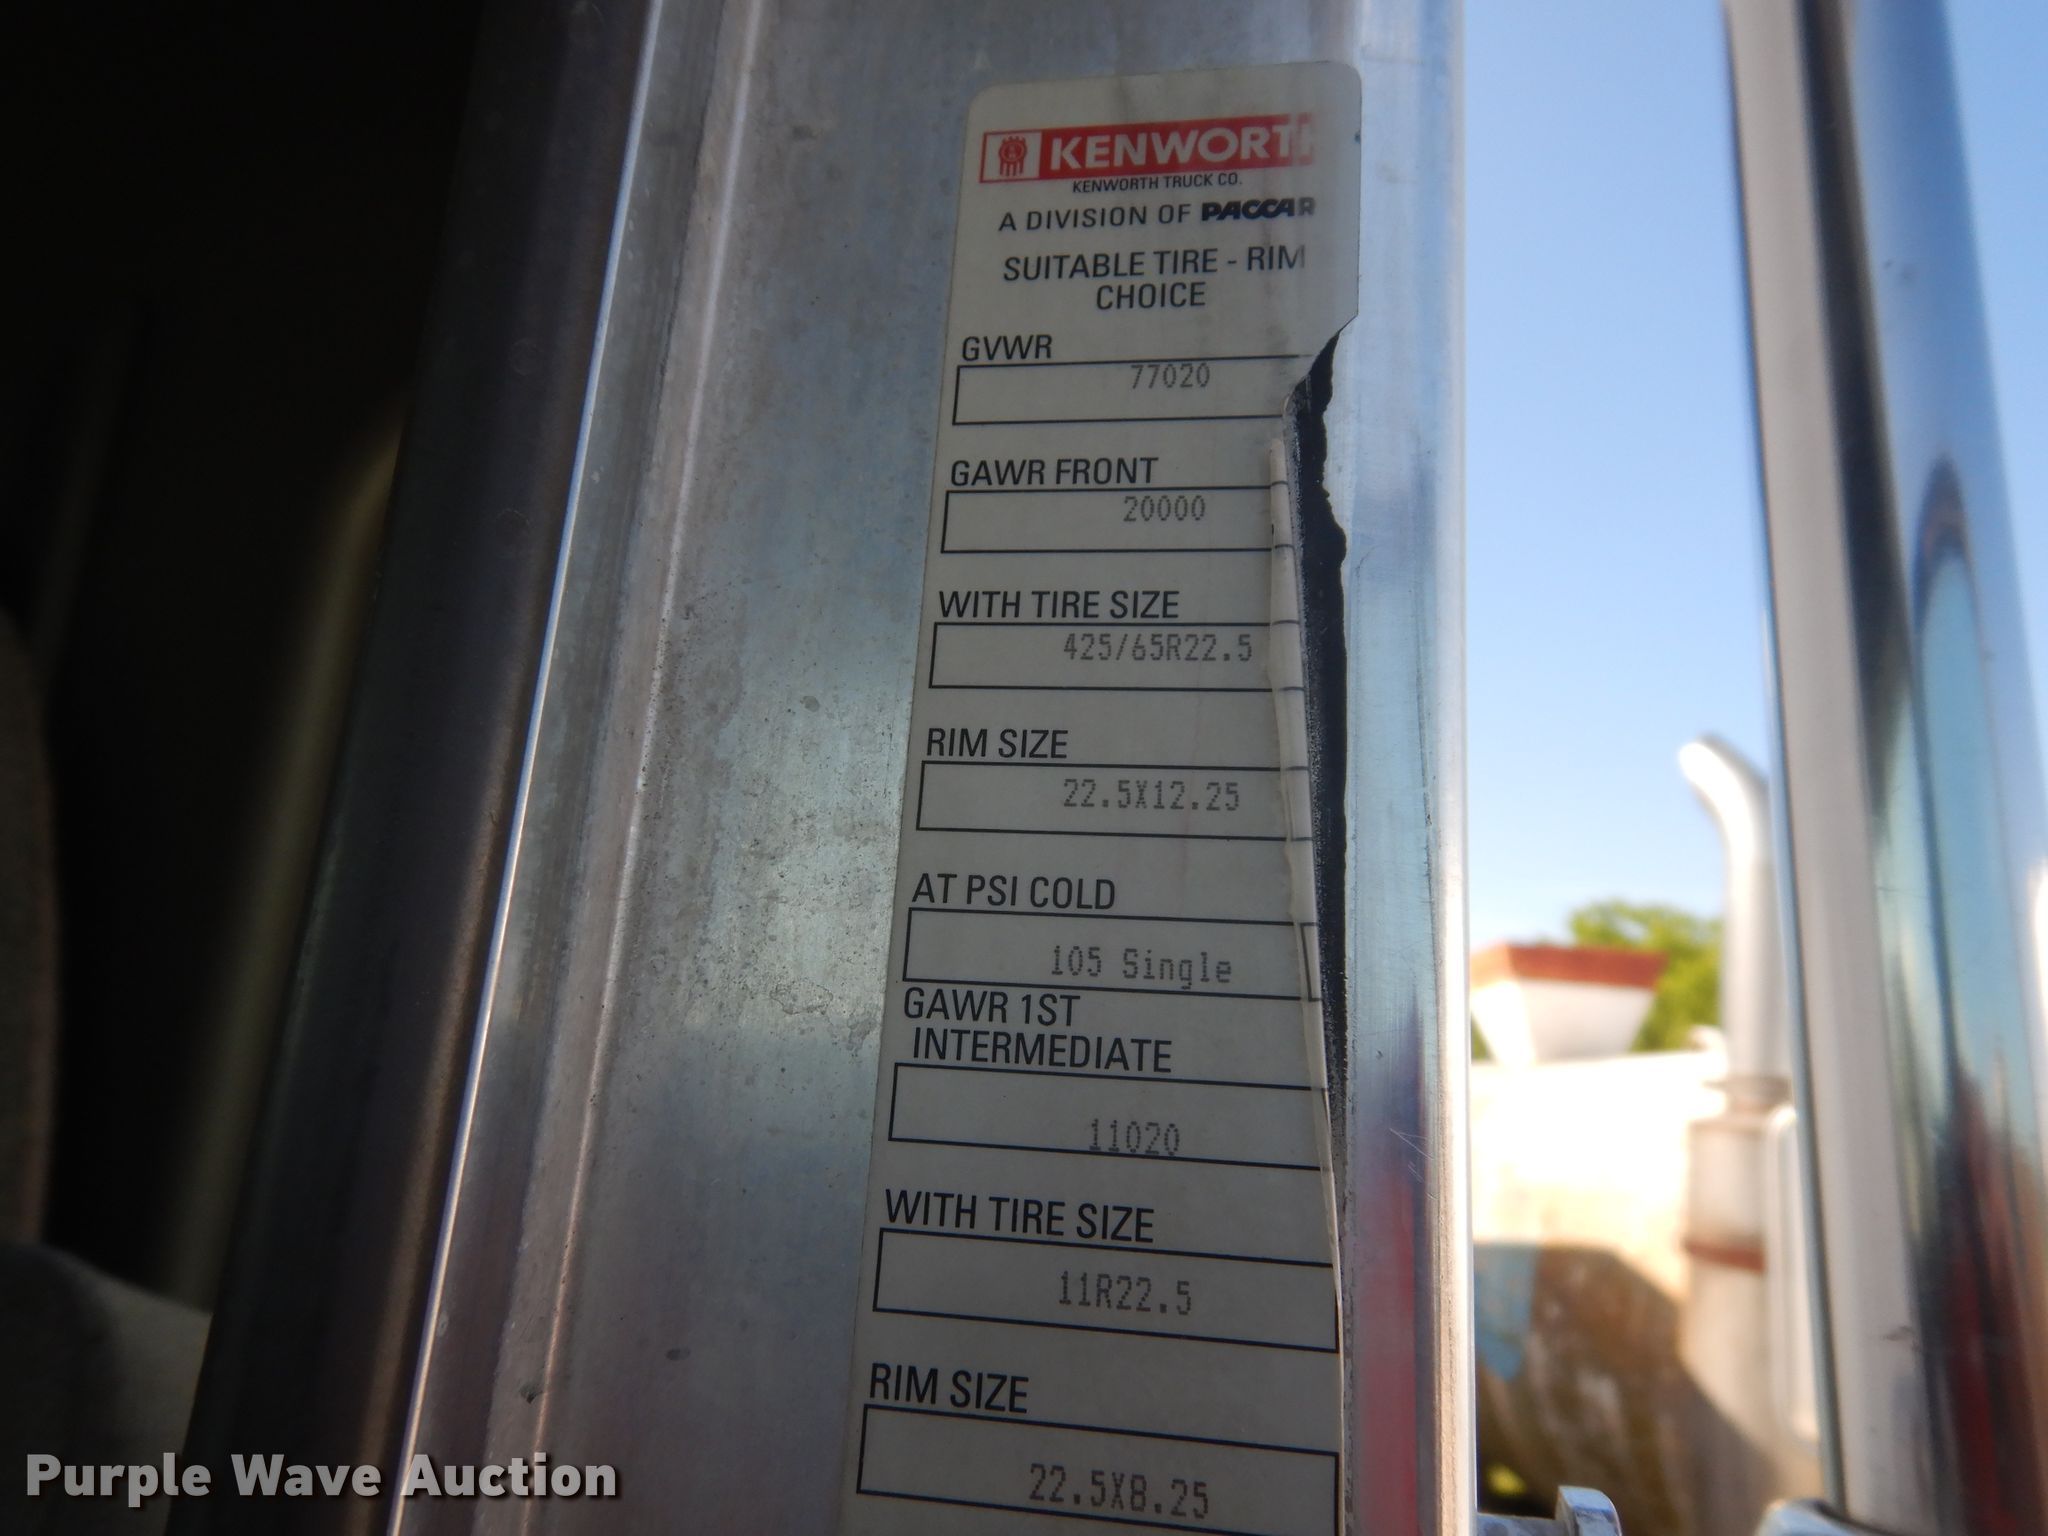 KENWORTH
KENWORTH TRUCK CO.
A DIVISION OF PACCAR
SUITABLE TIRE - RIM
CHOICE
GVWR
77020
GAWR FRONT
20000
WITH TIRE SIZE
425/65R22.5
RIM SIZE
22.5X12.25
AT PSI COLD
105 Single
GAWR 1ST
INTERMEDIATE
11020
WITH TIRE SIZE
11R22.5
RIM SIZE
22.5X8.25
Purple Wave Auction